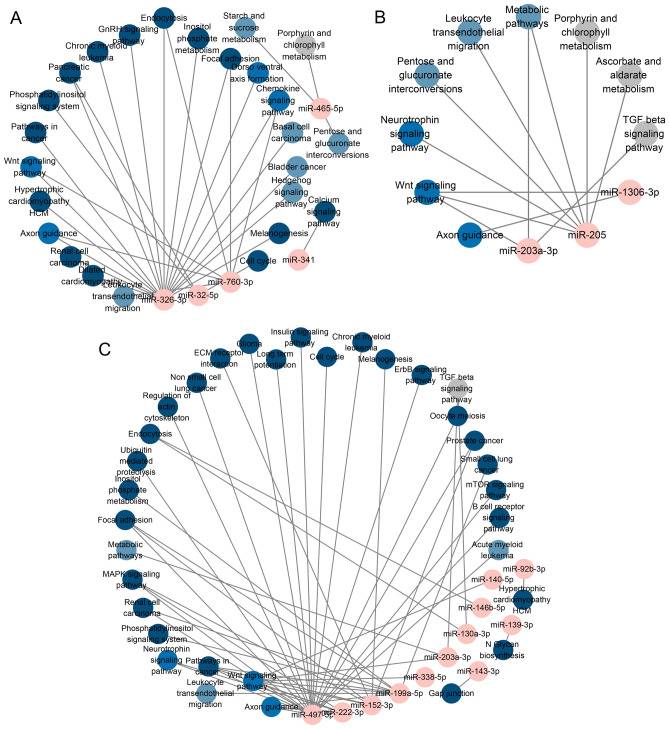 A
Endocytosis
GnRH signaling
pathway
Inositol
phosphate
metabolism
Starch and
sucrose
metabolism
Porphyrin and
chlorophyll
metabolism
Chronic myeloid
leukemia
Focal adhesion
Dorso ventral
axis formation
Pancreatic
cancer
Chemokine
signaling
pathway
Phosphatidylinositol
signaling system
miR-465-5p
Pathways in
cancer
Basal cell
carcinoma
Pentose and
glucuronate
interconversions
Wnt signaling
pathway
Bladder cancer
Hedgehog
signaling
pathway
Hypertrophic
cardiomyopathy
HCM
Calcium
signaling
pathway
Axon guidance
Melanogenesis
Renal cell
carcinoma
Cell cycle
miR-341
Dilated
cardiomyopathy
Leukocyte
transendothelial
migration
miR-326-3p
miR-32-5p
miR-760-3p
B
Metabolic
pathways
Leukocyte
transendothelial
migration
Porphyrin and
chlorophyll
metabolism
Pentose and
glucuronate
interconversions
Ascorbate and
aldarate
metabolism
Neurotrophin
signaling
pathway
TGF beta
signaling
pathway
Wnt signaling
pathway
miR-1306-3p
Axon guidance
miR-203a-3p
miR-205
C
Insulin signaling
pathway
Glioma
Chronic myeloid
leukemia
ECM receptor
interaction
Long term
potentiation
Cell cycle
Melanogenesis
Non small cell
lung cancer
ErbB signaling
pathway
TGF beta
signaling
pathway
Regulation of
actin
cytoskeleton
Oocyte meiosis
Endocytosis
Prostate cancer
Ubiquitin
mediated
proteolysis
Small cell lung
cancer
Inositol
phosphate
metabolism
mTOR signaling
pathway
Focal adhesion
B cell receptor
signaling
pathway
Metabolic
pathways
Acute myeloid
leukemia
MAPK signaling
pathway
miR-92b-3p
miR-140-5p
Renal cell
carcinoma
Hypertrophic
cardiomyopathy
HCM
miR-146b-5p
Phosphatidylinositol
signaling system
miR-139-3p
miR-130a-3p
Neurotrophin
signaling
pathway
N Glycan
biosynthesis
Pathways in
cancer
miR-203a-3p
miR-143-3p
Wnt signaling
pathway
miR-338-5p
Leukocyte
transendothelial
migration
miR-199a-5p
Gap junction
Axon guidance
miR-152-3p
miR-222-3p
miR-497-5p